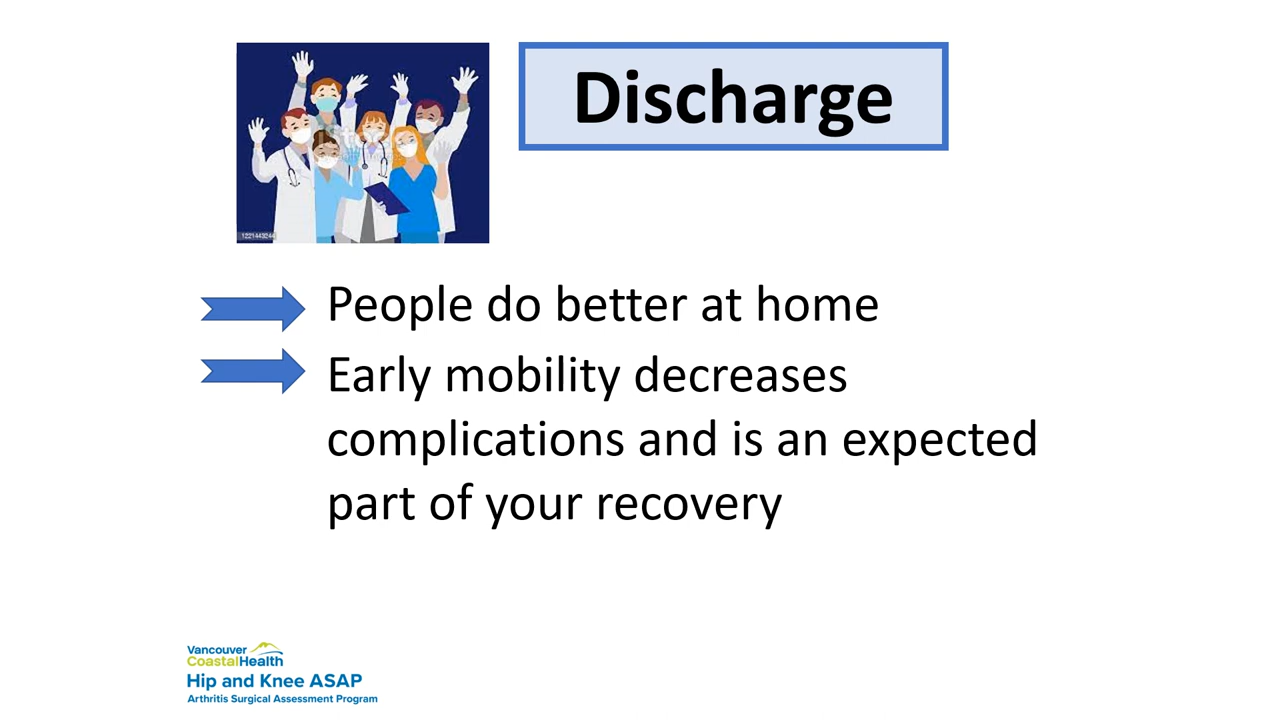 Discharge
1221443244
People do better at home
Early mobility decreases
complications and is an expected
part of your recovery
Vancouver
CoastalHealth
Hip and Knee ASAP
Arthritis Surgical Assessment Program